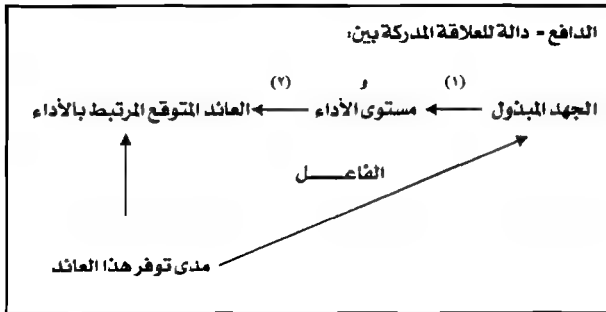 الدافع = دالة للعلاقة المدركة بين:
(١) و (٢)
الجهد المبذول مستوى الأداء العائد المتوقع المرتبط بالأداء
الفاعـــــل
مدى توفر هذا العائد